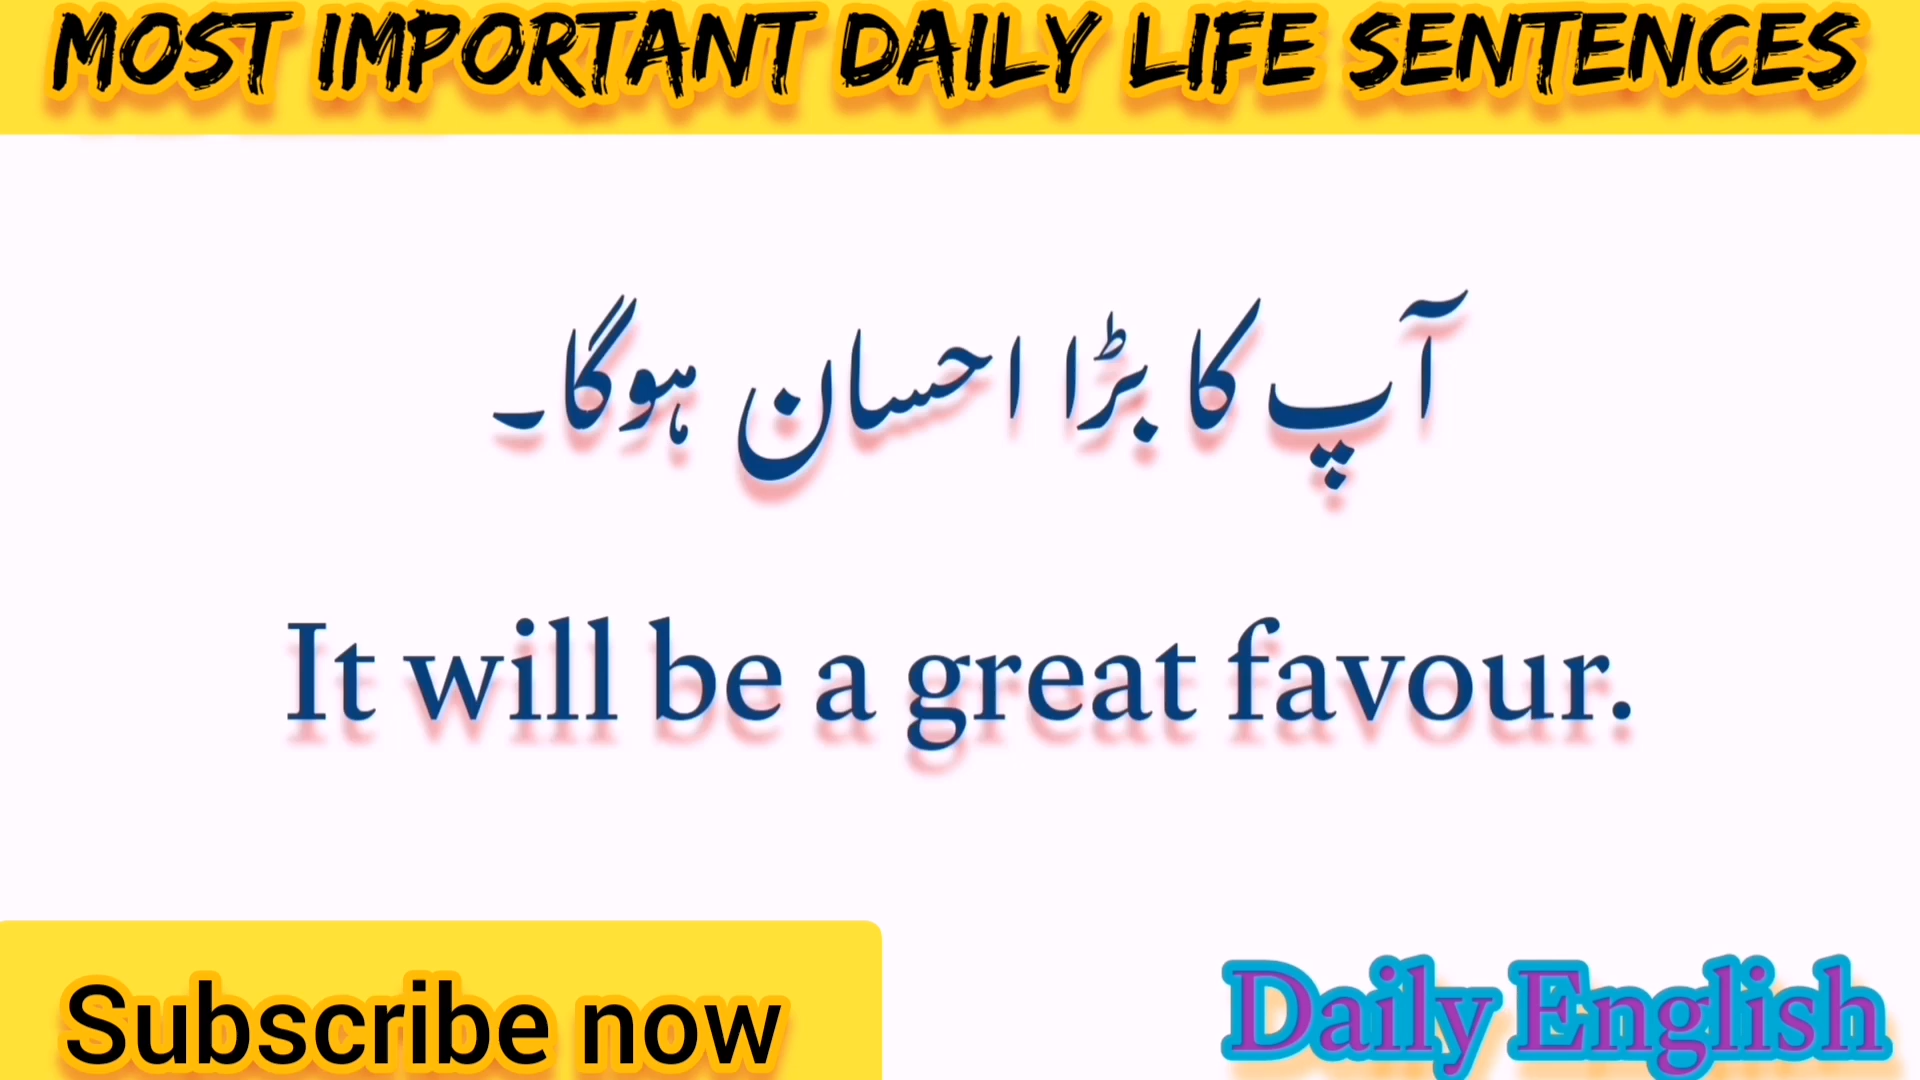 MOST IMPORTANT DAILY LIFE SENTENCES
آپ کا بڑا احسان ہوگا۔
It will be a great favour.
Subscribe now
Daily English